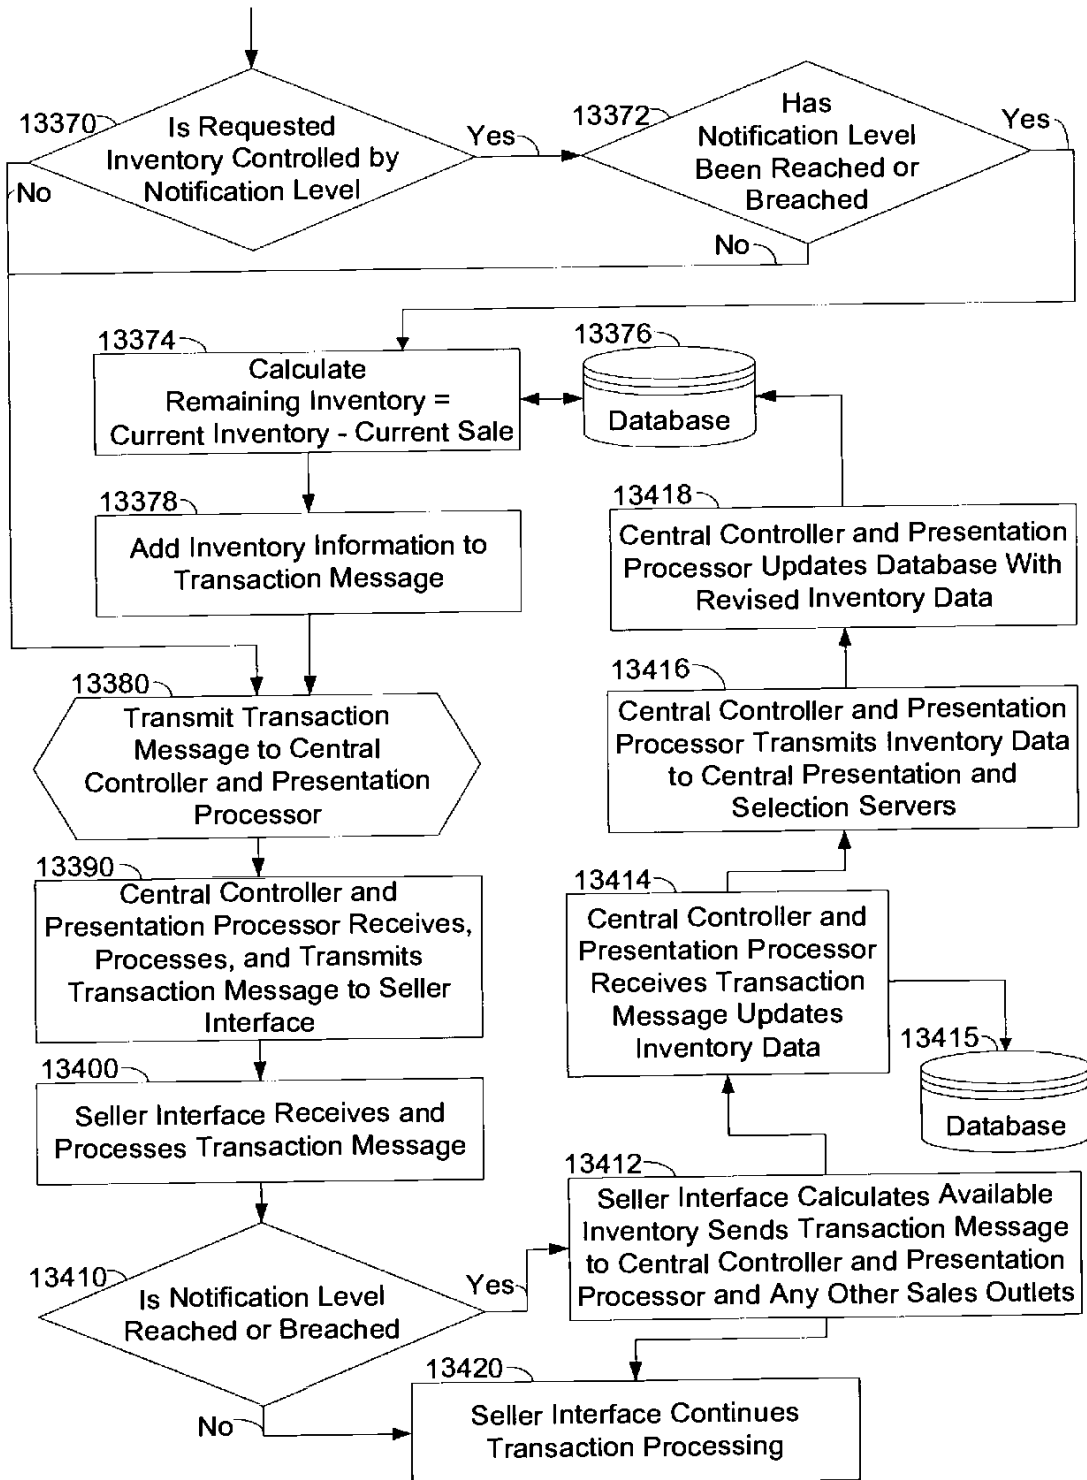 13370
Is Requested
Inventory Controlled by
Notification Level
Yes
No
13372
Has
Notification Level
Been Reached or
Breached
Yes
No
13374
Calculate
Remaining Inventory =
Current Inventory - Current Sale
13376
Database
13378
Add Inventory Information to
Transaction Message
13380
Transmit Transaction
Message to Central
Controller and Presentation
Processor
13390
Central Controller and
Presentation Processor Receives,
Processes, and Transmits
Transaction Message to Seller
Interface
13400
Seller Interface Receives and
Processes Transaction Message
13410
Is Notification Level
Reached or Breached
Yes
No
13412
Seller Interface Calculates Available
Inventory Sends Transaction Message
to Central Controller and Presentation
Processor and Any Other Sales Outlets
13414
Central Controller and
Presentation Processor
Receives Transaction
Message Updates
Inventory Data
13415
Database
13416
Central Controller and Presentation
Processor Transmits Inventory Data
to Central Presentation and
Selection Servers
13418
Central Controller and Presentation
Processor Updates Database With
Revised Inventory Data
13420
Seller Interface Continues
Transaction Processing